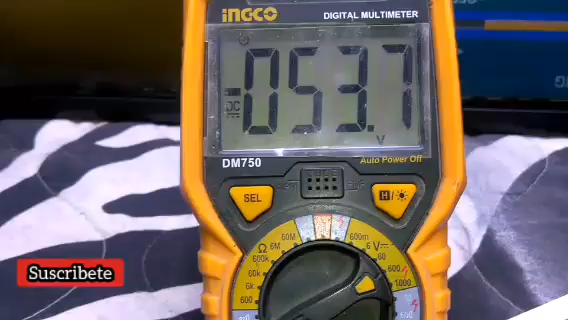 INGCO
DIGITAL MULTIMETER
-053.7
DC
V
DM750
Auto Power Off
SEL
H/
60M 600m
Ω 6M 6 V
600k 60
60k 600
6k 1000
600
Suscribete